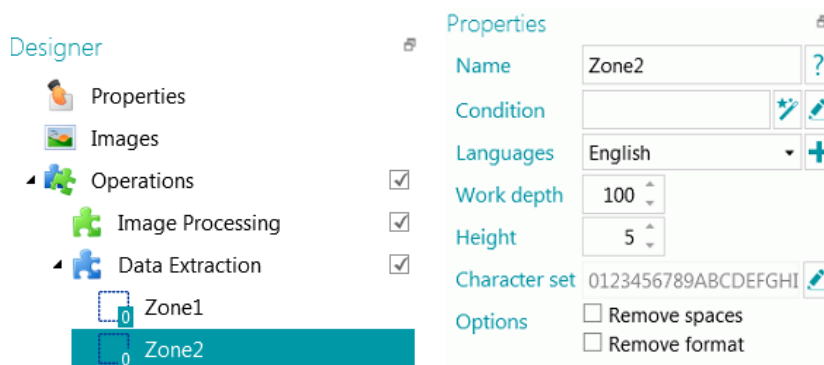 Designer
Properties
Images
Operations
Image Processing
Data Extraction
0 Zone1
0 Zone2
Properties
Name Zone2 ?
Condition
Languages English
Work depth 100
Height 5
Character set 0123456789ABCDEFGHI
Options Remove spaces
Remove format